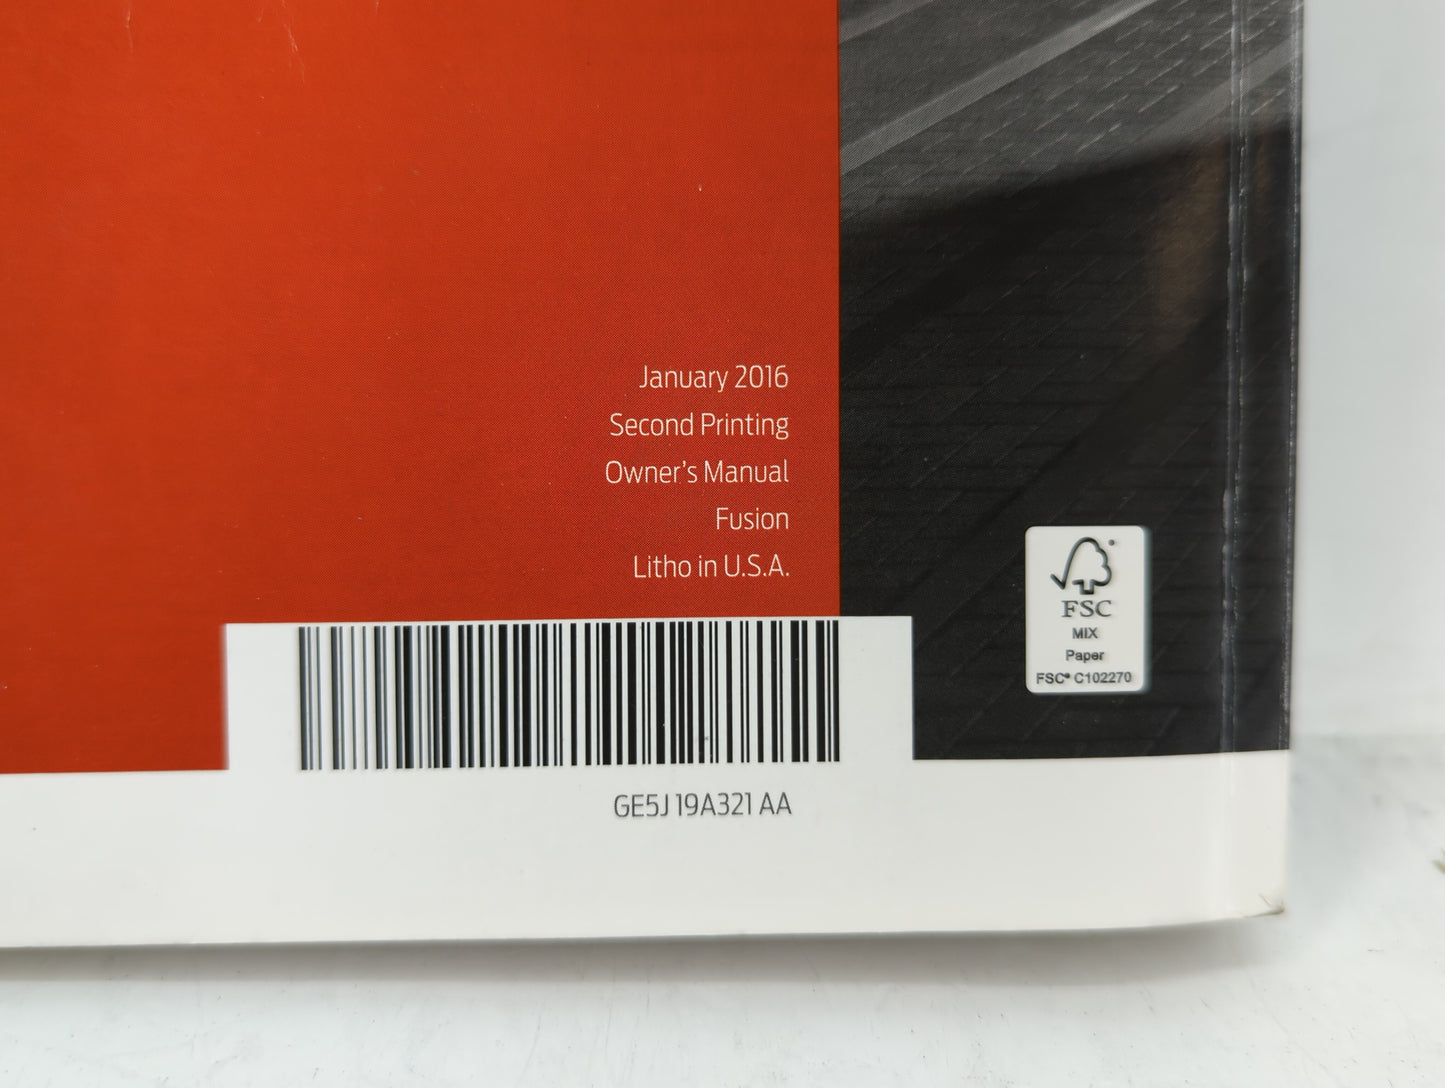 January 2016
Second Printing
Owner's Manual
Fusion
Litho in U.S.A.
FSC
MIX
Paper
FSC® C102270
GE5J 19A321 AA